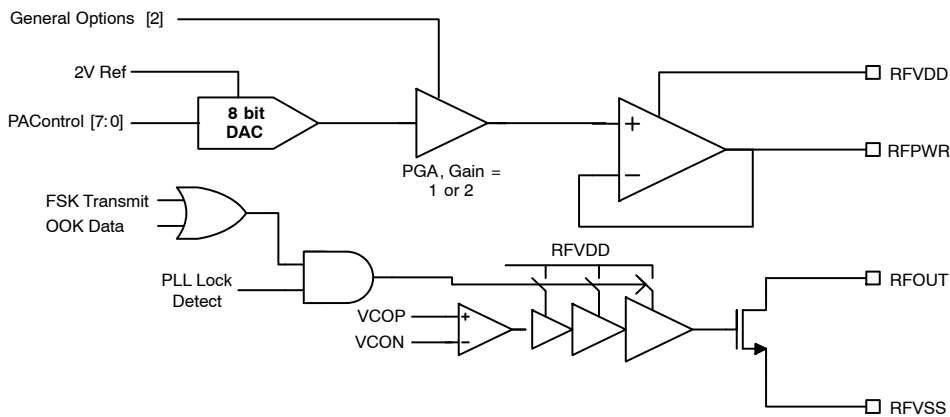 General Options [2]
2V Ref
RFVDD
8 bit
DAC
PAControl [7:0]
+
−
RFPWR
PGA, Gain =
1 or 2
FSK Transmit
OOK Data
RFVDD
PLL Lock
Detect
RFOUT
VCOP
+
VCON
−
RFVSS